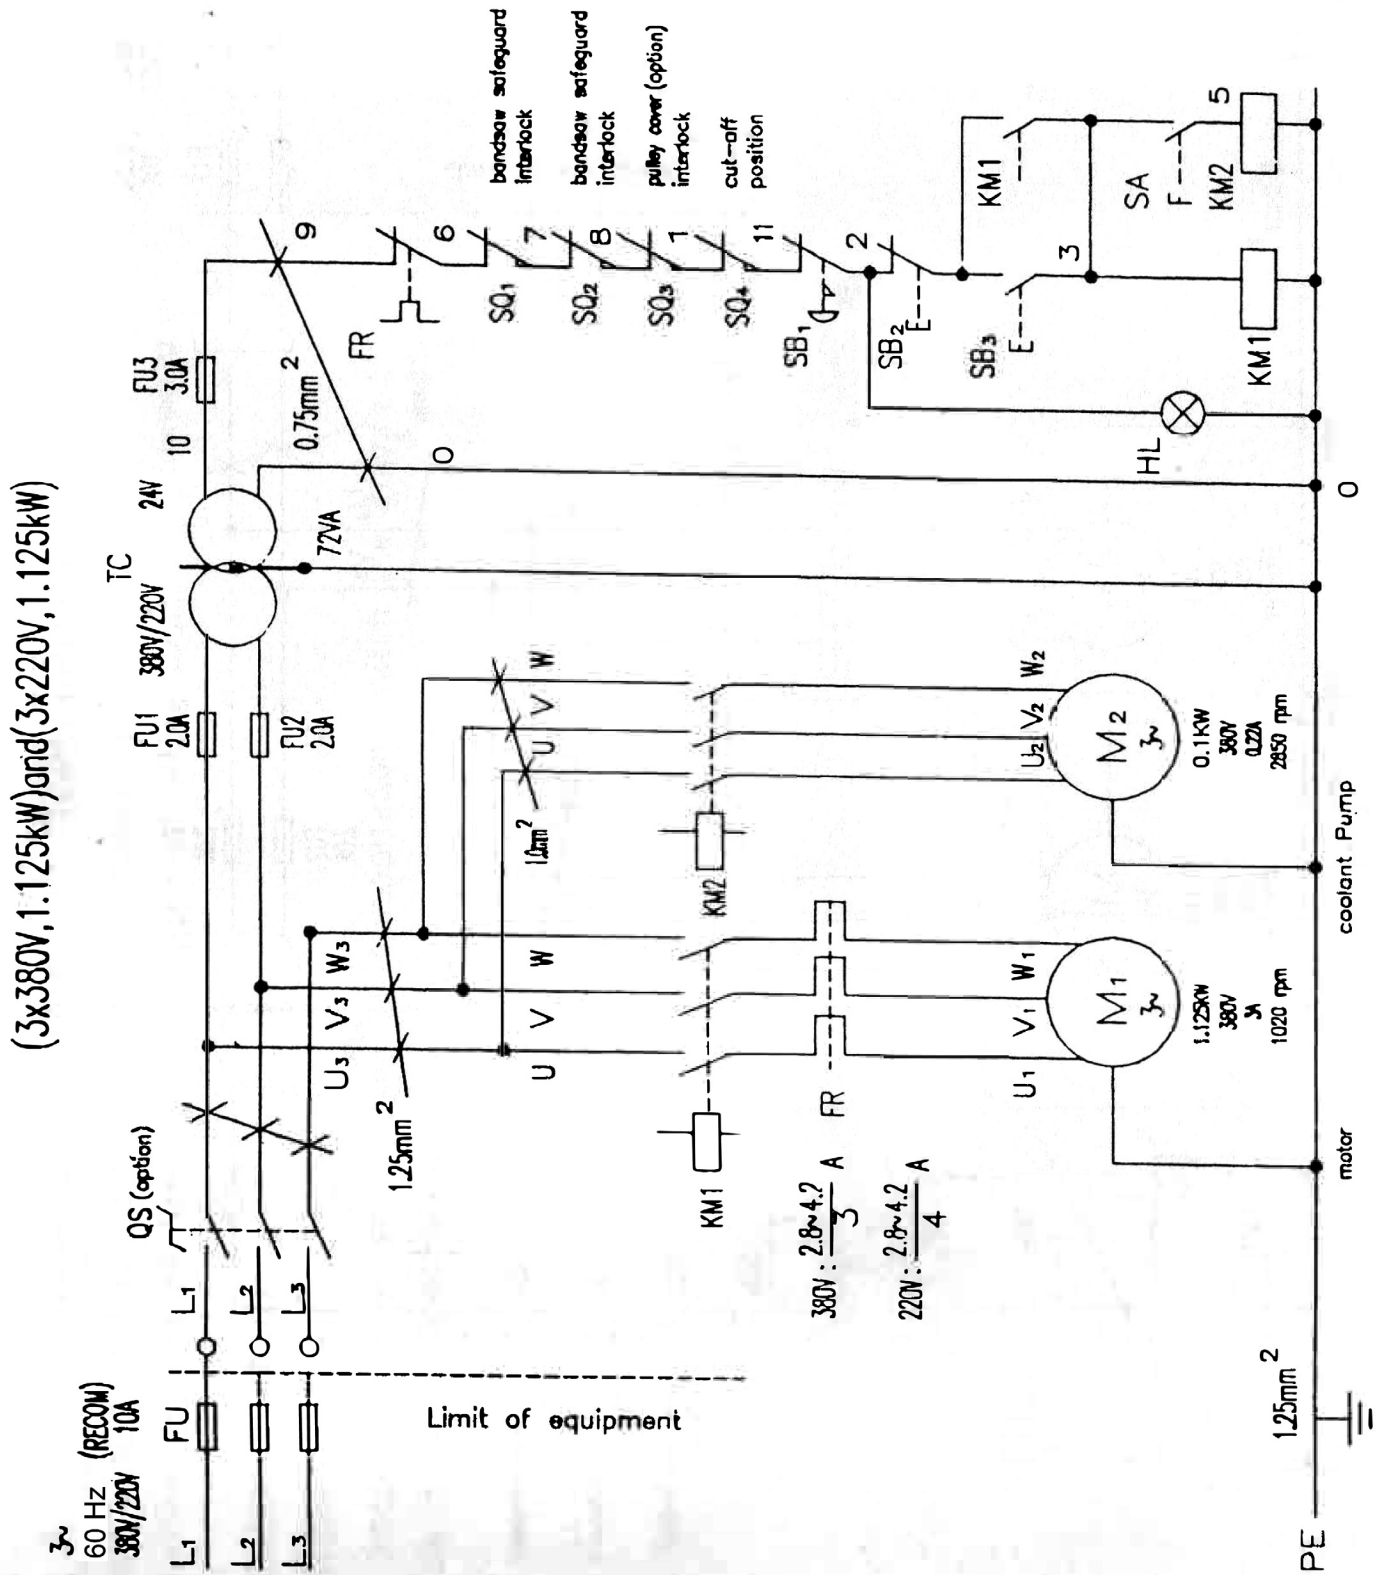 (3x380V,1.125kW)and(3x220V,1.125kW)
3~
60 Hz (RECOM)
380V/220V 10A
FU
L1 L1
L2 L2
L3 L3
Limit of equipment
QS (option)
U3 V3 W3
1.25mm2
U V W
KM1
FR
380V: 2.8~4.2 A
3
220V: 2.8~4.2 A
4
U1 V1 W1
M1
3~
1.125KW
380V
3A
1020 rpm
motor
FU1
2.0A
FU2
2.0A
U V W
1.0mm2
KM2
U2 V2 W2
M2
3~
0.1KW
380V
0.22A
2850 rpm
coolant Pump
TC
380V/220V 24V
72VA
10
FU3
3.0A
0.75mm2
0
9
FR
6
SQ1
7
bandsaw safeguard
interlock
SQ2
8
bandsaw safeguard
interlock
SQ3
1
pulley cover (option)
interlock
SQ4
11
cut-off
position
SB1
2
SB2
E
SB3
E
KM1
3
SA
F
HL
KM1
KM2
5
0
PE
1.25mm2